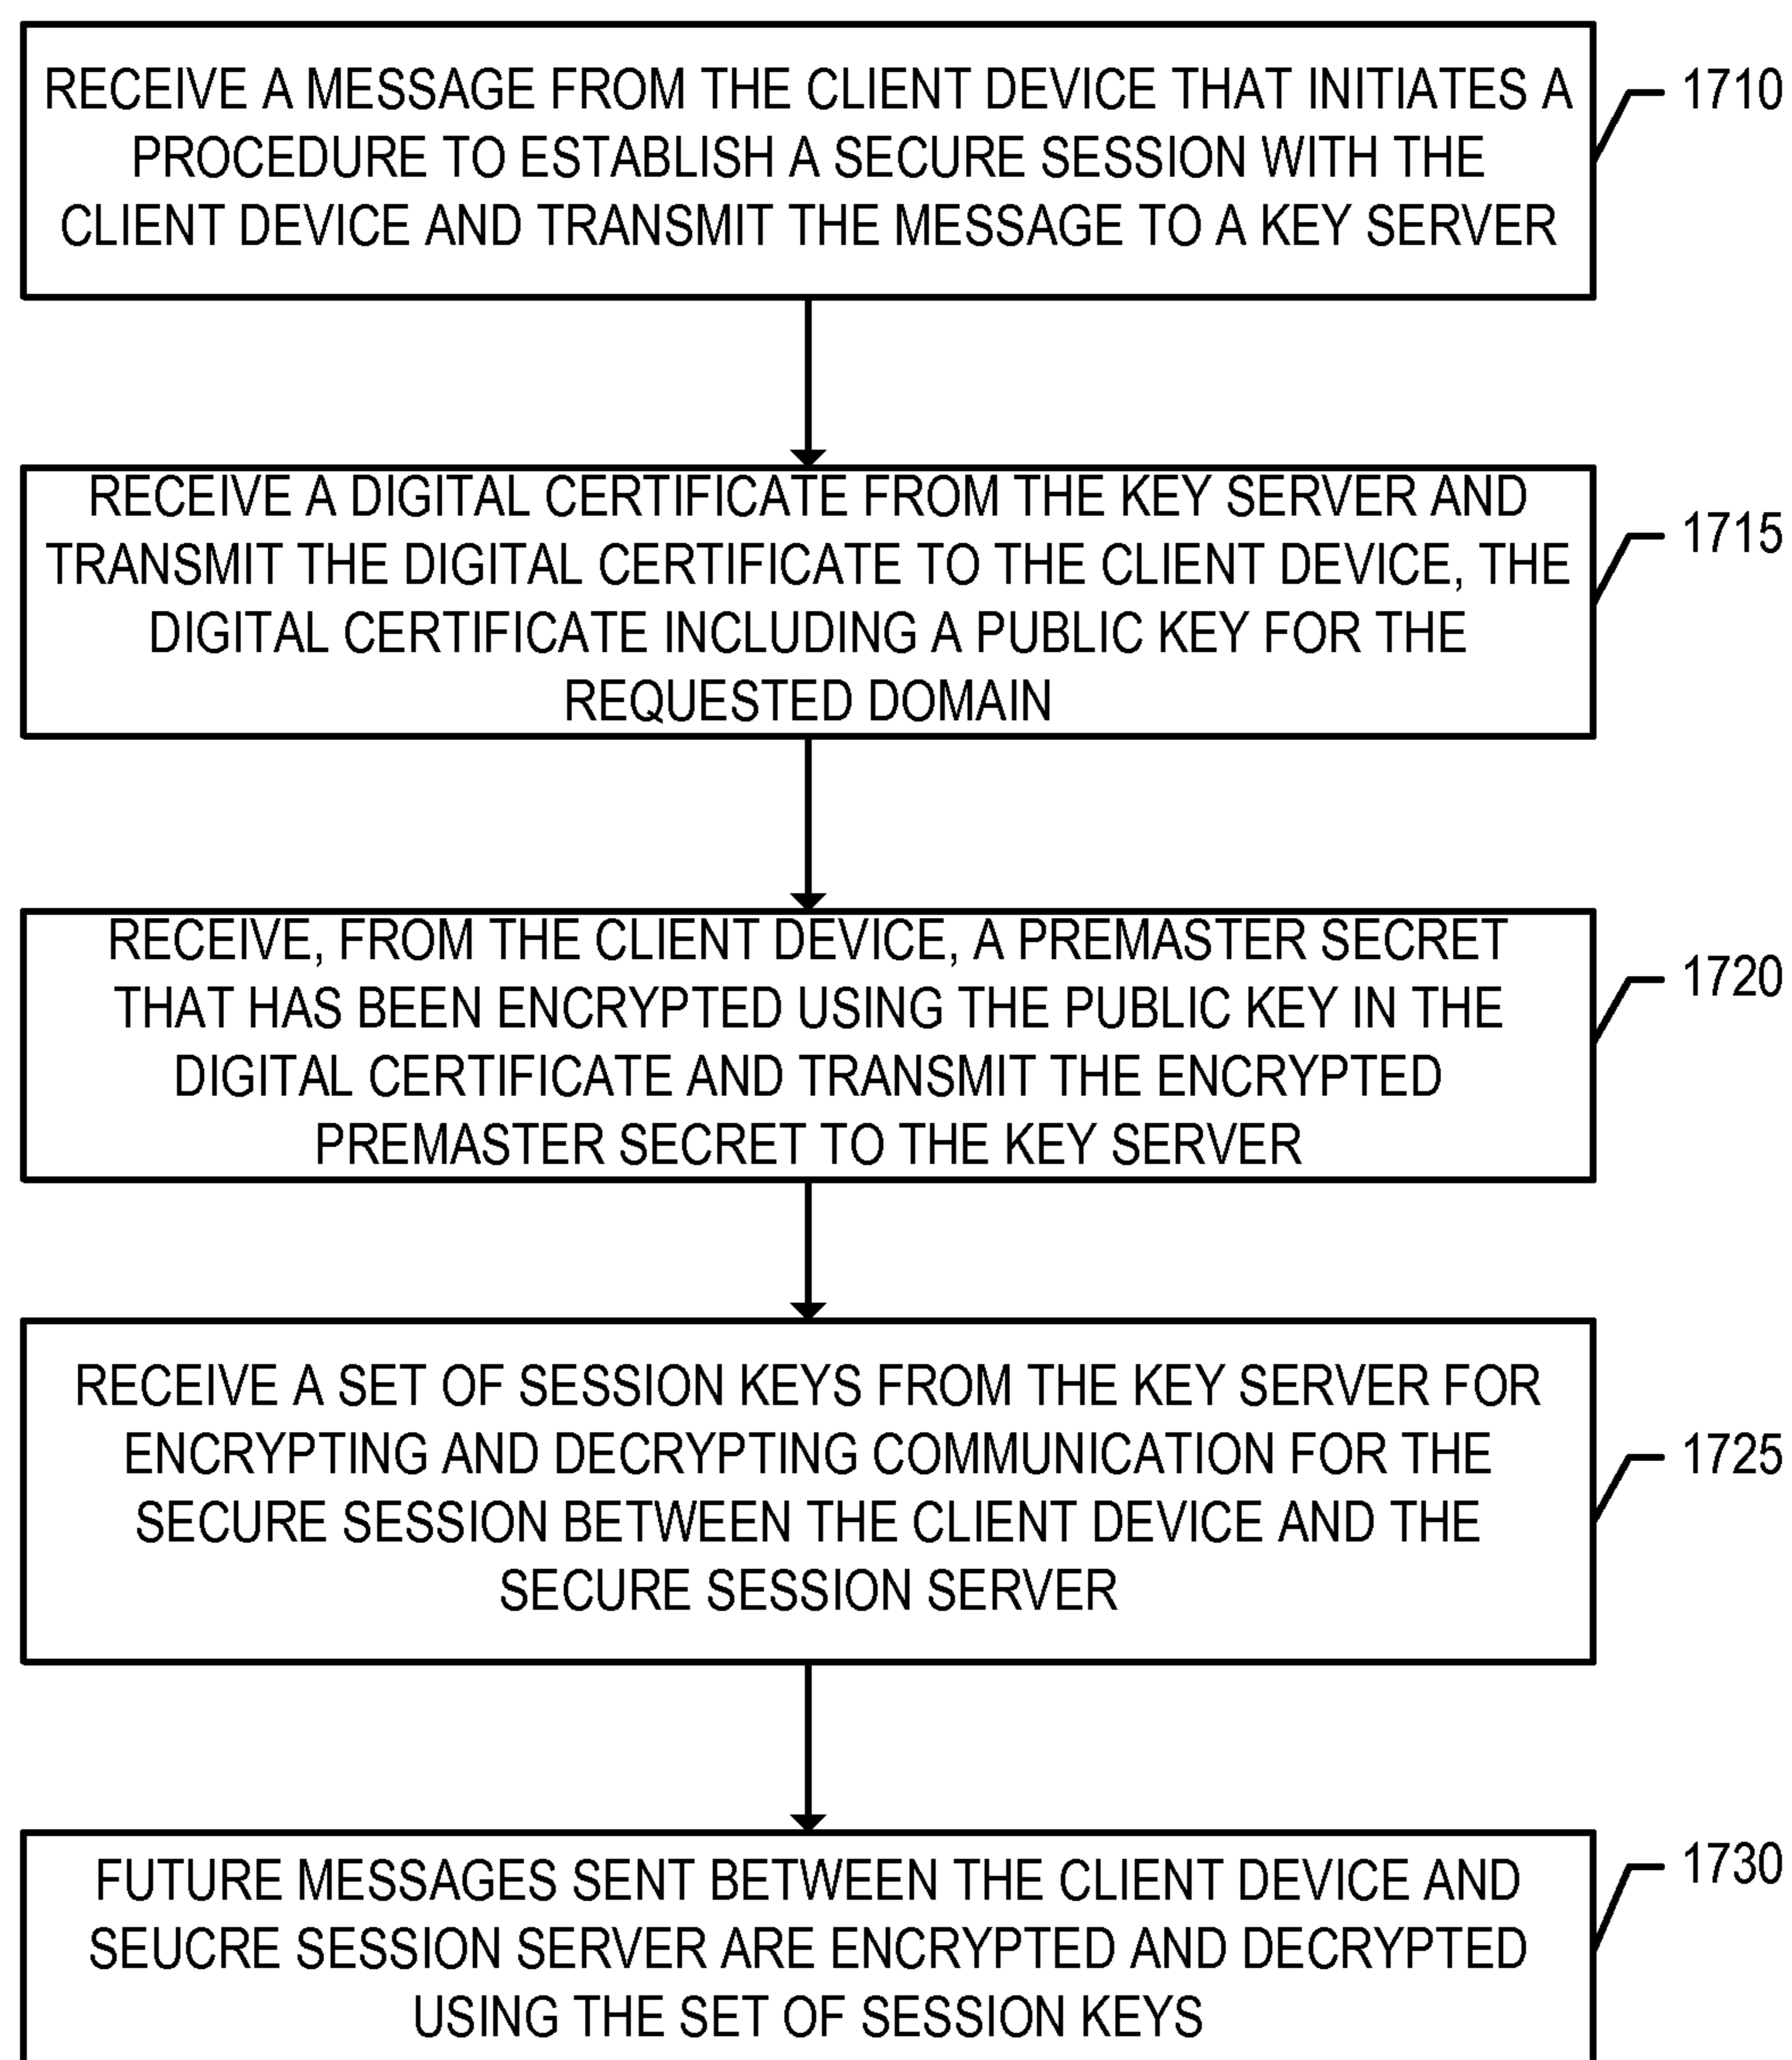 RECEIVE A MESSAGE FROM THE CLIENT DEVICE THAT INITIATES A
PROCEDURE TO ESTABLISH A SECURE SESSION WITH THE
CLIENT DEVICE AND TRANSMIT THE MESSAGE TO A KEY SERVER
1710
RECEIVE A DIGITAL CERTIFICATE FROM THE KEY SERVER AND
TRANSMIT THE DIGITAL CERTIFICATE TO THE CLIENT DEVICE, THE
DIGITAL CERTIFICATE INCLUDING A PUBLIC KEY FOR THE
REQUESTED DOMAIN
1715
RECEIVE, FROM THE CLIENT DEVICE, A PREMASTER SECRET
THAT HAS BEEN ENCRYPTED USING THE PUBLIC KEY IN THE
DIGITAL CERTIFICATE AND TRANSMIT THE ENCRYPTED
PREMASTER SECRET TO THE KEY SERVER
1720
RECEIVE A SET OF SESSION KEYS FROM THE KEY SERVER FOR
ENCRYPTING AND DECRYPTING COMMUNICATION FOR THE
SECURE SESSION BETWEEN THE CLIENT DEVICE AND THE
SECURE SESSION SERVER
1725
FUTURE MESSAGES SENT BETWEEN THE CLIENT DEVICE AND
SEUCRE SESSION SERVER ARE ENCRYPTED AND DECRYPTED
USING THE SET OF SESSION KEYS
1730